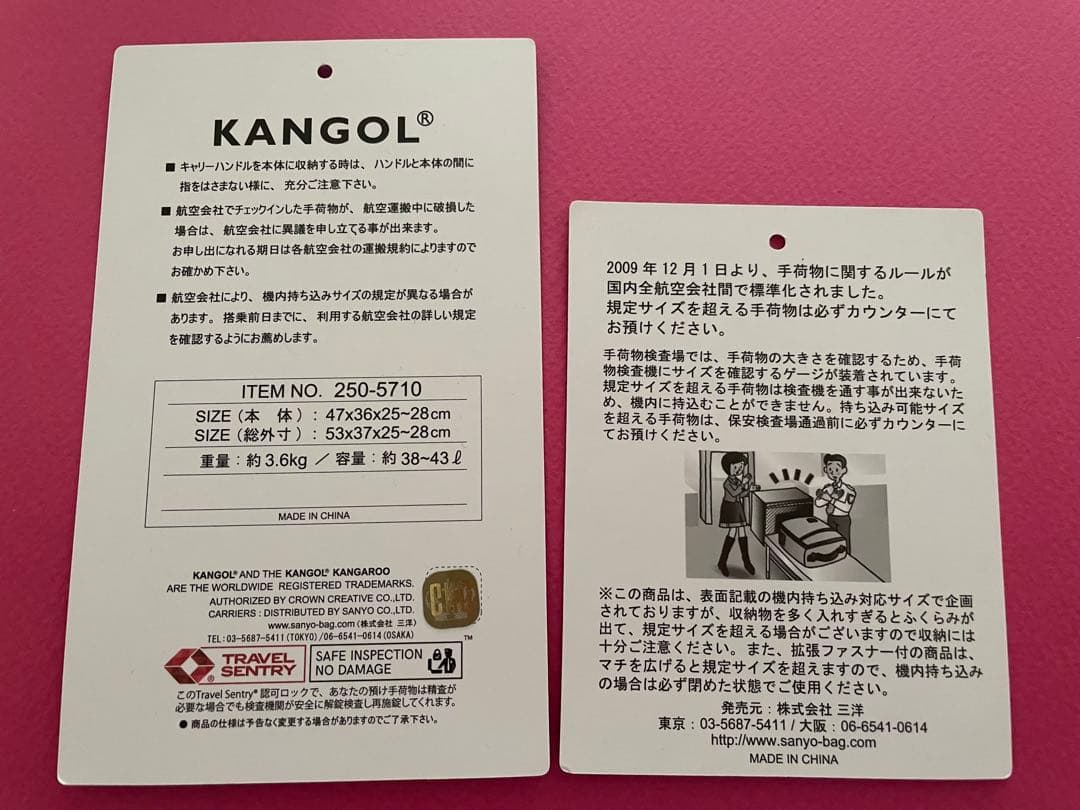 KANGOL®
■ キャリーハンドルを本体に収納する時は、ハンドルと本体の間に
指をはさまない様に、充分ご注意下さい。
■ 航空会社でチェックインした手荷物が、航空運搬中に破損した
場合は、航空会社に異議を申し立てる事が出来ます。
お申し出になれる期日は各航空会社の運搬規約によりますので
お確かめ下さい。
■ 航空会社により、機内持ち込みサイズの規定が異なる場合が
あります。搭乗前日までに、利用する航空会社の詳しい規定
を確認するようにお薦めします。
ITEM NO. 250-5710
SIZE(本 体): 47x36x25~28cm
SIZE(総外寸): 53x37x25~28cm
重量:約3.6kg / 容量:約38~43ℓ
MADE IN CHINA
KANGOL® AND THE KANGOL® KANGAROO
ARE THE WORLDWIDE REGISTERED TRADEMARKS.
AUTHORIZED BY CROWN CREATIVE CO.,LTD.
CARRIERS : DISTRIBUTED BY SANYO CO.,LTD.
www.sanyo-bag.com (株式会社 三洋)
TEL:03-5687-5411 (TOKYO) /06-6541-0614 (OSAKA)
TRAVEL
SENTRY®
SAFE INSPECTION
NO DAMAGE
™
このTravel Sentry® 認可ロックで、あなたの預け手荷物は精査が
必要な場合でも検査機関が安全に解錠検査し再施錠してくれます。
● 商品の仕様は予告なく変更する場合がありますのでご了承下さい。
2009年12月1日より、手荷物に関するルールが
国内全航空会社間で標準化されました。
規定サイズを超える手荷物は必ずカウンターにて
お預けください。
手荷物検査場では、手荷物の大きさを確認するため、手荷
物検査機にサイズを確認するゲージが装着されています。
規定サイズを超える手荷物は検査機を通す事が出来ないた
め、機内に持込むことができません。持ち込み可能サイズ
を超える手荷物は、保安検査場通過前に必ずカウンターに
てお預けください。
※この商品は、表面記載の機内持ち込み対応サイズで企画
されておりますが、収納物を多く入れすぎるとふくらみが
出て、規定サイズを超える場合がございますので収納には
十分ご注意ください。また、拡張ファスナー付の商品は、
マチを広げると規定サイズを超えますので、機内持ち込み
の場合は必ず閉めた状態でご使用ください。
発売元:株式会社 三洋
東京:03-5687-5411 / 大阪:06-6541-0614
http://www.sanyo-bag.com
MADE IN CHINA